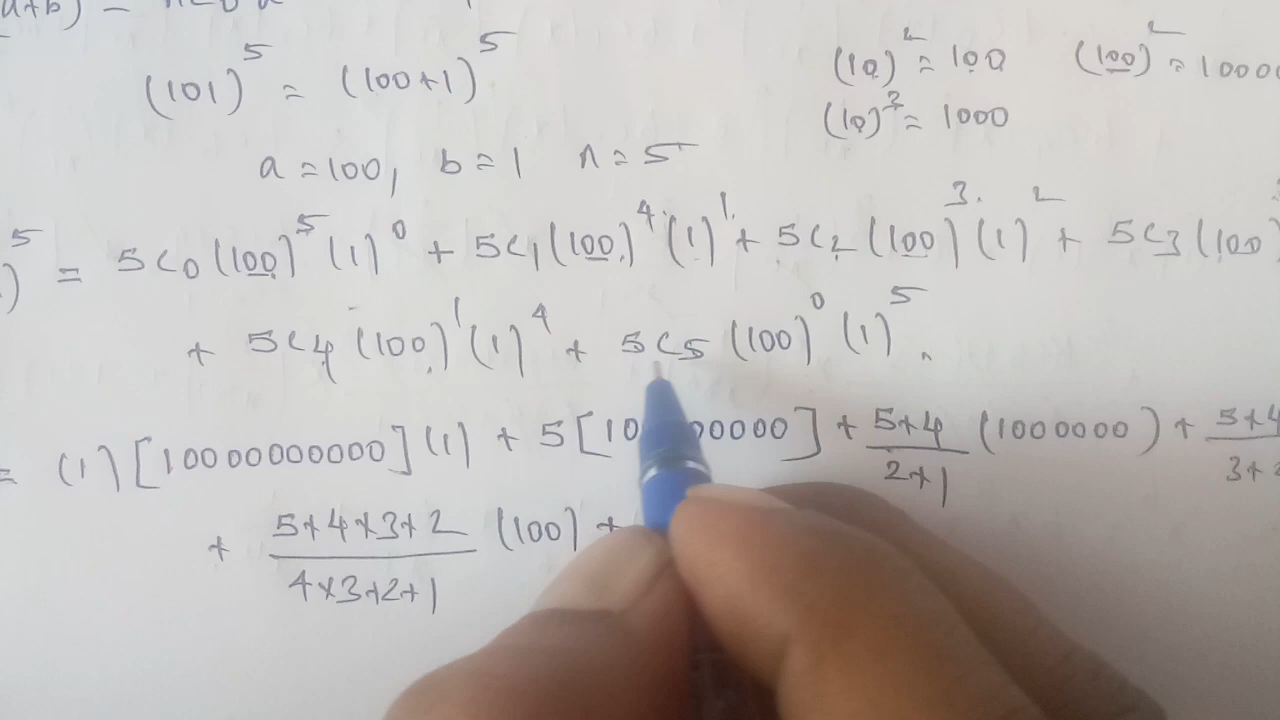 (101)^5 = (100+1)^5
(10)^2 = 100 (100)^2 = 10000
(10)^3 = 1000
a = 100, b = 1 n = 5
)^5 = 5C0 (100)^5 (1)^0 + 5C1 (100)^4 (1)^1 + 5C2 (100)^3 (1)^2 + 5C3 (100)
+ 5C4 (100)^1 (1)^4 + 5C5 (100)^0 (1)^5.
= (1) [10000000000] (1) + 5 [10 00000] + 5×4/2×1 (1000000) + 5×4/3×
+ 5×4×3×2/4×3×2×1 (100) +